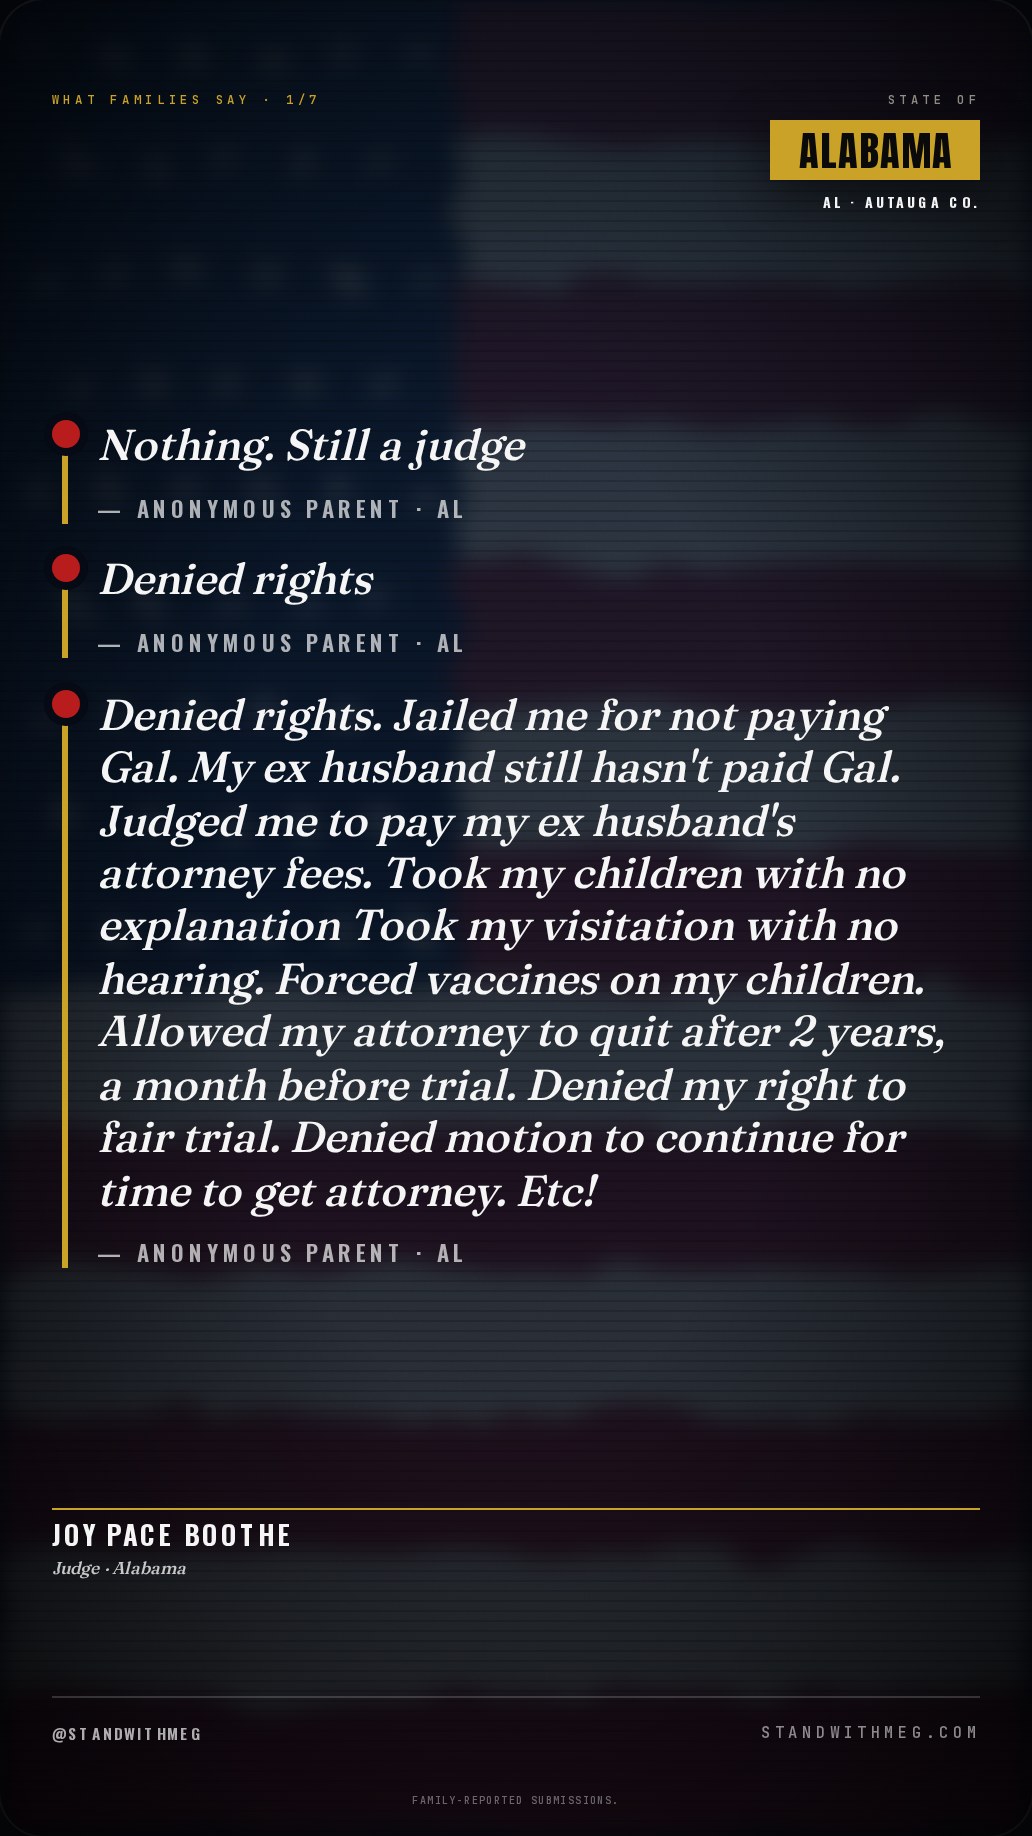 WHAT FAMILIES SAY · 1/7
STATE OF
ALABAMA
AL · AUTAUGA CO.
Nothing. Still a judge
— ANONYMOUS PARENT · AL
Denied rights
— ANONYMOUS PARENT · AL
Denied rights. Jailed me for not paying
Gal. My ex husband still hasn't paid Gal.
Judged me to pay my ex husband's
attorney fees. Took my children with no
explanation Took my visitation with no
hearing. Forced vaccines on my children.
Allowed my attorney to quit after 2 years,
a month before trial. Denied my right to
fair trial. Denied motion to continue for
time to get attorney. Etc!
— ANONYMOUS PARENT · AL
JOY PACE BOOTHE
Judge · Alabama
@STANDWITHMEG
STANDWITHMEG.COM
FAMILY-REPORTED SUBMISSIONS.